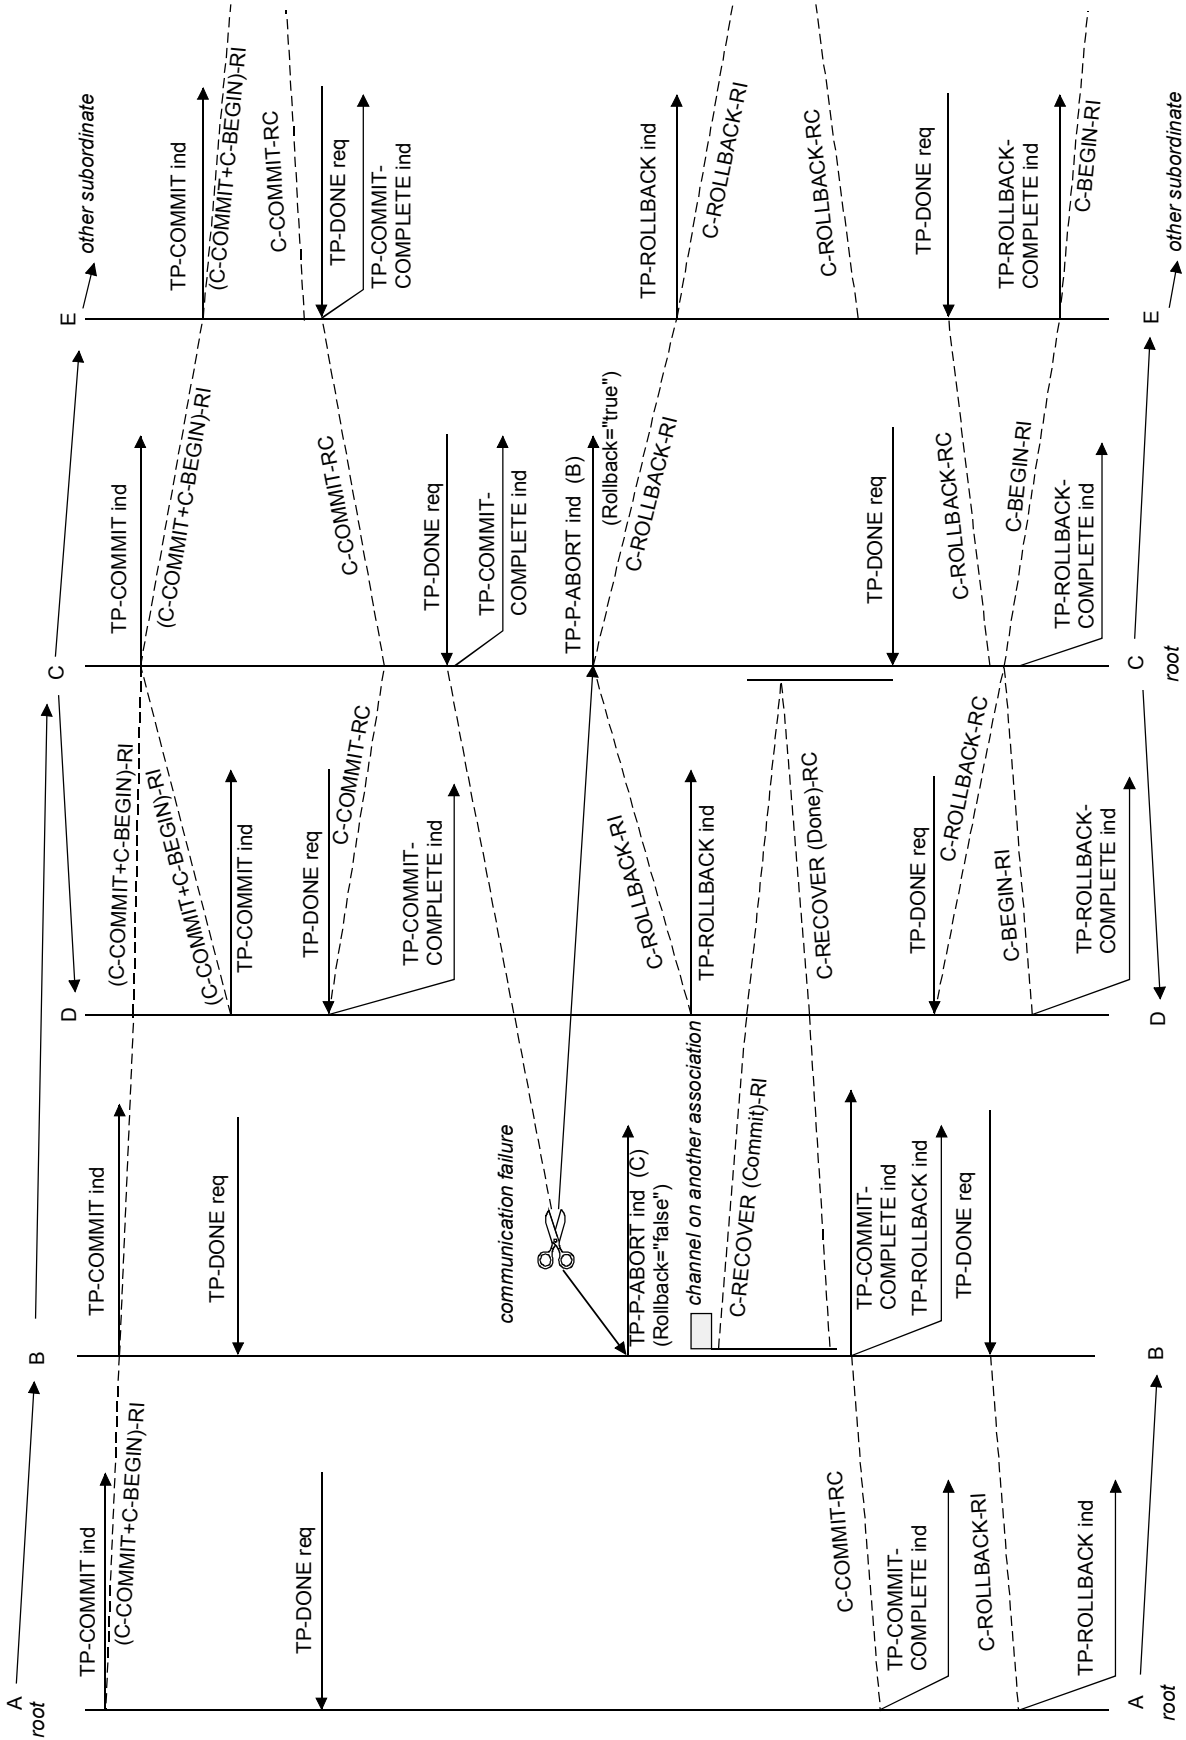 A
root
B
D
C
E
other subordinate
TP-COMMIT ind
(C-COMMIT+C-BEGIN)-RI
TP-DONE req
C-COMMIT-RC
TP-COMMIT-
COMPLETE ind
C-ROLLBACK-RI
TP-ROLLBACK ind
TP-COMMIT ind
TP-DONE req
communication failure
TP-P-ABORT ind (C)
(Rollback="false")
channel on another association
C-RECOVER (Commit)-RI
TP-COMMIT-
COMPLETE ind
TP-ROLLBACK ind
TP-DONE req
(C-COMMIT+C-BEGIN)-RI
(C-COMMIT+C-BEGIN)-RI
(C-COMMIT+C-BEGIN)-RI
TP-COMMIT ind
TP-DONE req
C-COMMIT-RC
TP-COMMIT-
COMPLETE ind
C-ROLLBACK-RI
TP-ROLLBACK ind
C-RECOVER (Done)-RC
TP-DONE req
C-ROLLBACK-RC
C-BEGIN-RI
TP-ROLLBACK-
COMPLETE ind
TP-COMMIT ind
(C-COMMIT+C-BEGIN)-RI
C-COMMIT-RC
TP-DONE req
TP-COMMIT-
COMPLETE ind
TP-P-ABORT ind (B)
(Rollback="true")
C-ROLLBACK-RI
TP-DONE req
C-ROLLBACK-RC
C-BEGIN-RI
TP-ROLLBACK-
COMPLETE ind
TP-COMMIT ind
(C-COMMIT+C-BEGIN)-RI
C-COMMIT-RC
TP-DONE req
TP-COMMIT-
COMPLETE ind
TP-ROLLBACK ind
C-ROLLBACK-RI
C-ROLLBACK-RC
TP-DONE req
TP-ROLLBACK-
COMPLETE ind
C-BEGIN-RI
A
root
B
D
C
root
E
other subordinate